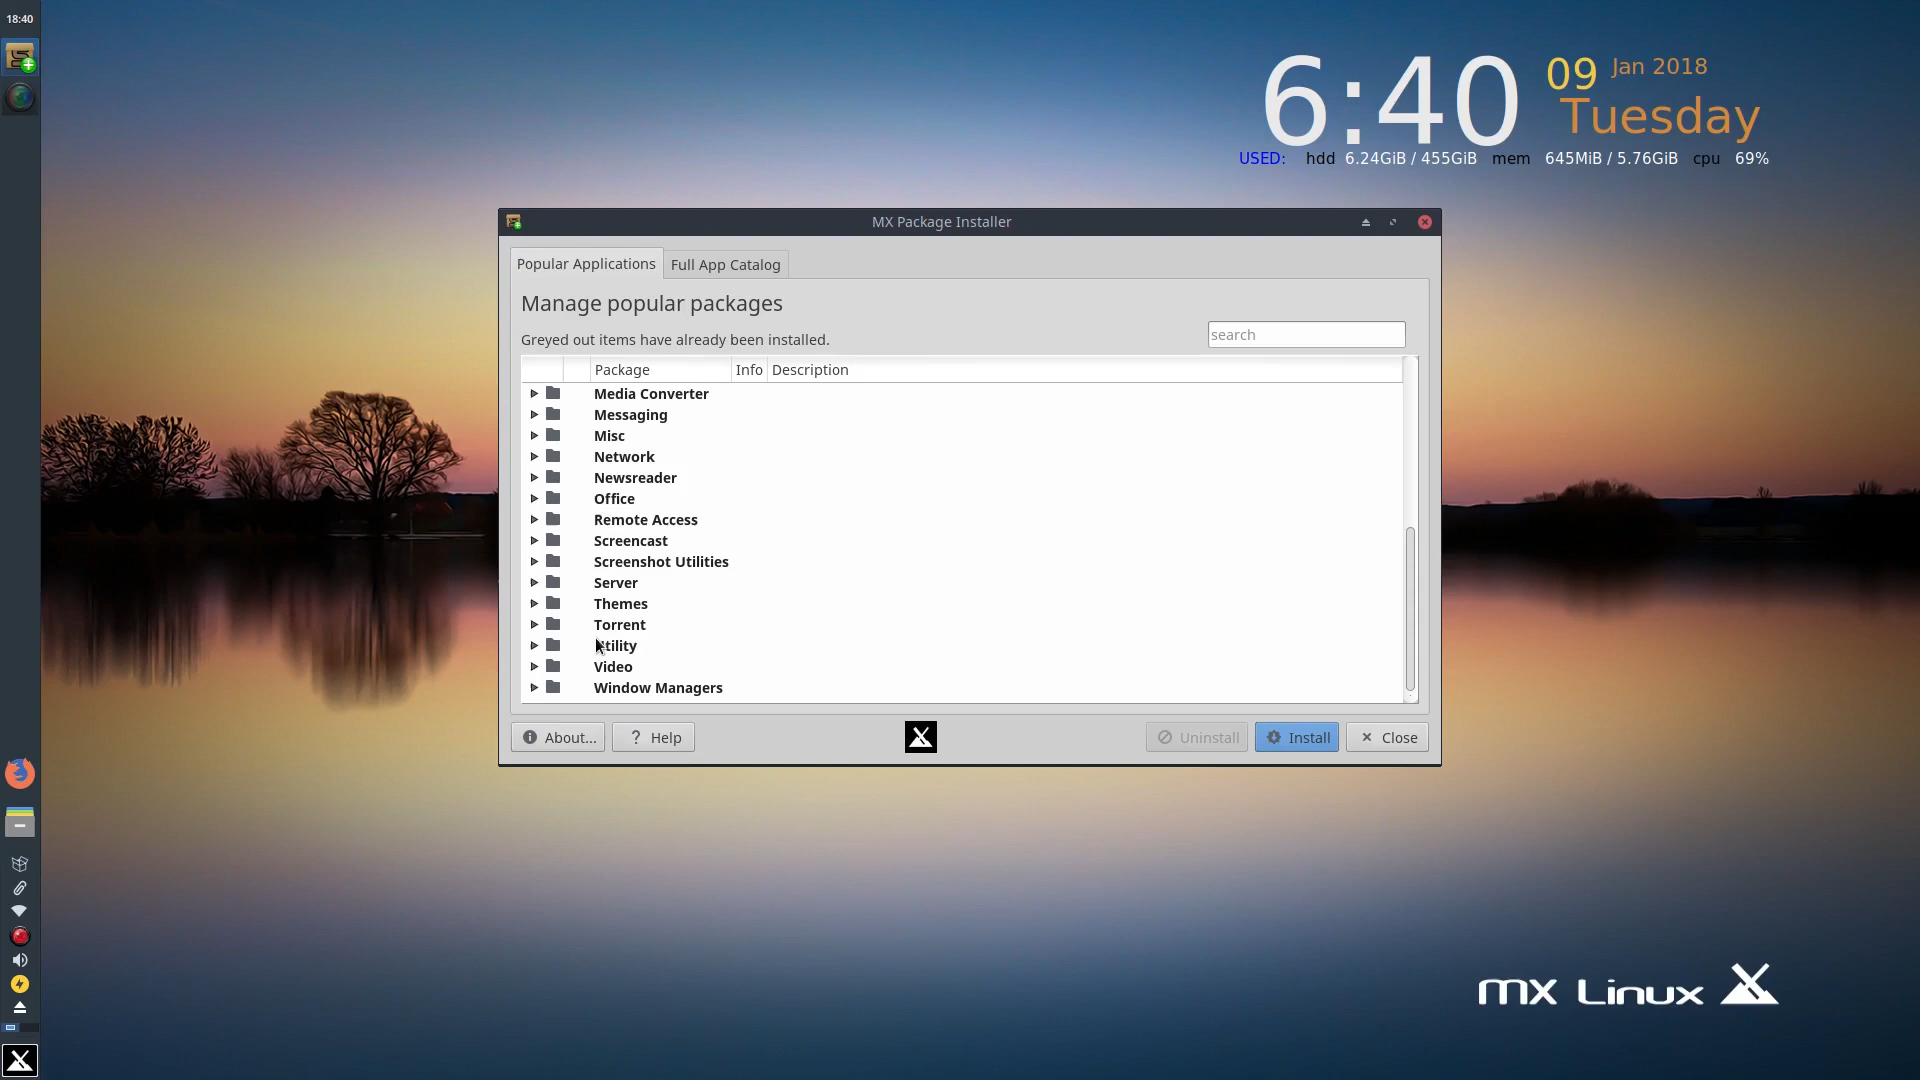 18:40
6:40
09 Jan 2018
Tuesday
USED: hdd 6.24GiB / 455GiB mem 645MiB / 5.76GiB cpu 69%
MX Package Installer
Popular Applications Full App Catalog
Manage popular packages
Greyed out items have already been installed.
search
Package Info Description
Media Converter
Messaging
Misc
Network
Newsreader
Office
Remote Access
Screencast
Screenshot Utilities
Server
Themes
Torrent
Utility
Video
Window Managers
About... ? Help Uninstall Install Close
mx Linux